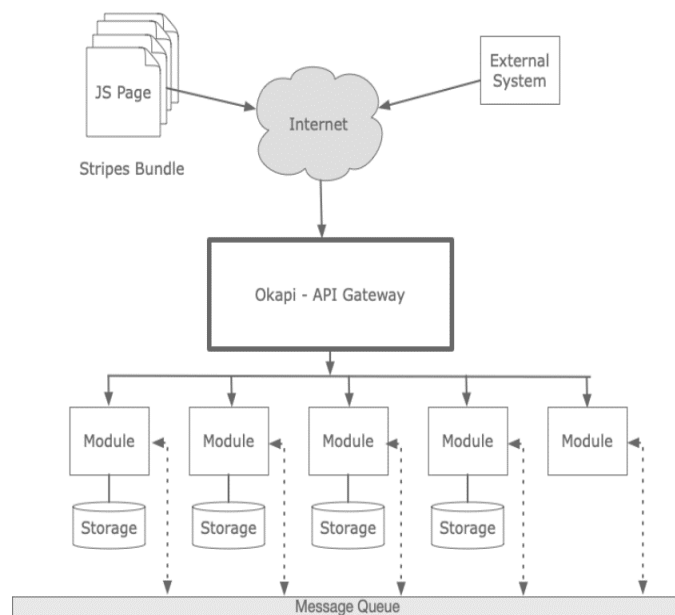 JS Page
External
System
Internet
Stripes Bundle
Okapi - API Gateway
Module
Module
Module
Module
Module
Storage
Storage
Storage
Storage
Message Queue